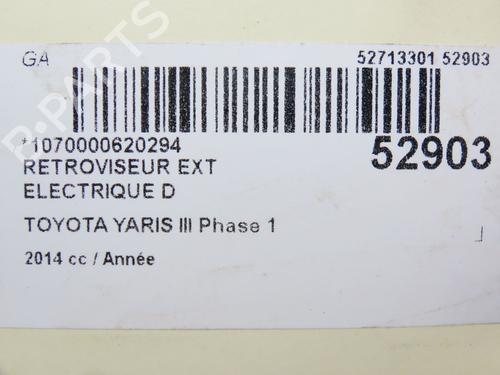 GA 52713301 52903
*1070000620294
52903
RETROVISEUR EXT
ELECTRIQUE D
TOYOTA YARIS III Phase 1
2014 cc / Année
B-PARTS